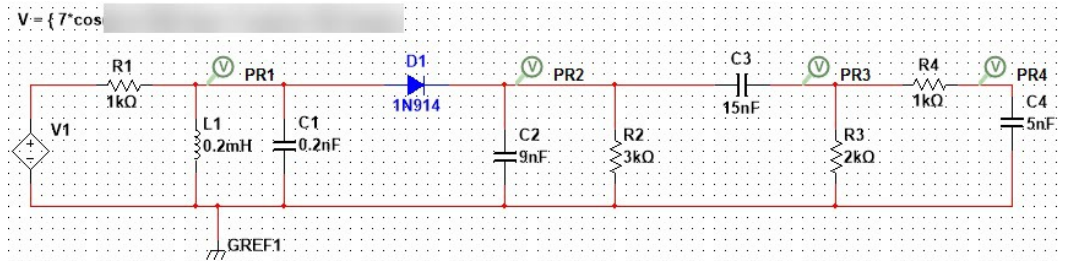 V = { 7*cos
R1
1kΩ
PR1
V1
L1
0.2mH
C1
0.2nF
D1
1N914
PR2
C2
9nF
R2
3kΩ
C3
15nF
PR3
R3
2kΩ
R4
1kΩ
PR4
C4
5nF
V
V
V
V
GREF1